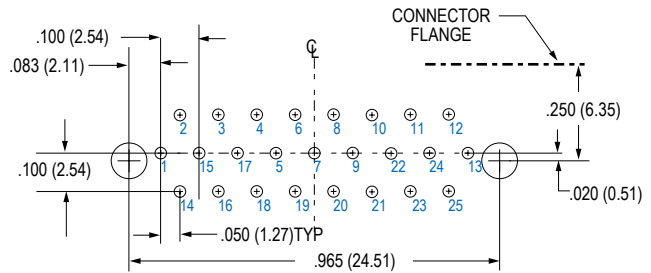 CONNECTOR
FLANGE
.100 (2.54)
℄
.083 (2.11)
.250 (6.35)
2 3 4 6 8 10 11 12
.100 (2.54)
1 15 17 5 7 9 22 24 13
.020 (0.51)
14 16 18 19 20 21 23 25
.050 (1.27)TYP
.965 (24.51)